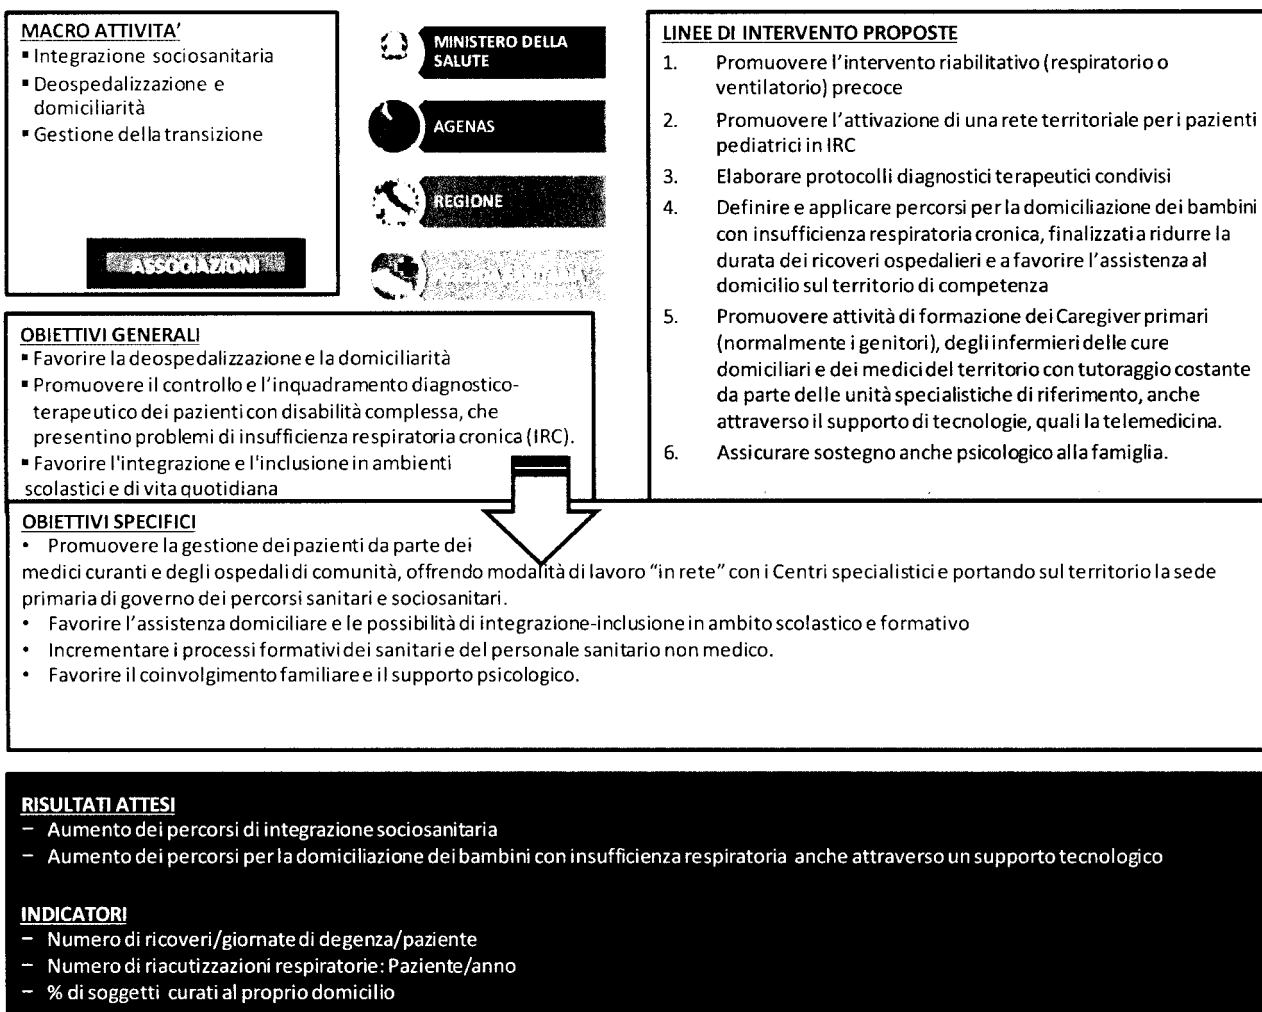 MACRO ATTIVITA'
▪ Integrazione sociosanitaria
▪ Deospedalizzazione e
domiciliarità
▪ Gestione della transizione
ASSOCIAZIONI
MINISTERO DELLA
SALUTE
AGENAS
REGIONE
LINEE DI INTERVENTO PROPOSTE
1. Promuovere l'intervento riabilitativo (respiratorio o
ventilatorio) precoce
2. Promuovere l'attivazione di una rete territoriale per i pazienti
pediatrici in IRC
3. Elaborare protocolli diagnostici terapeutici condivisi
4. Definire e applicare percorsi per la domiciliazione dei bambini
con insufficienza respiratoria cronica, finalizzati a ridurre la
durata dei ricoveri ospedalieri e a favorire l'assistenza al
domicilio sul territorio di competenza
5. Promuovere attività di formazione dei Caregiver primari
(normalmente i genitori), degli infermieri delle cure
domiciliari e dei medici del territorio con tutoraggio costante
da parte delle unità specialistiche di riferimento, anche
attraverso il supporto di tecnologie, quali la telemedicina.
6. Assicurare sostegno anche psicologico alla famiglia.
OBIETTIVI GENERALI
▪ Favorire la deospedalizzazione e la domiciliarità
▪ Promuovere il controllo e l'inquadramento diagnostico-
terapeutico dei pazienti con disabilità complessa, che
presentino problemi di insufficienza respiratoria cronica (IRC).
▪ Favorire l'integrazione e l'inclusione in ambienti
scolastici e di vita quotidiana
OBIETTIVI SPECIFICI
• Promuovere la gestione dei pazienti da parte dei
medici curanti e degli ospedali di comunità, offrendo modalità di lavoro "in rete" con i Centri specialistici e portando sul territorio la sede
primaria di governo dei percorsi sanitari e sociosanitari.
• Favorire l'assistenza domiciliare e le possibilità di integrazione-inclusione in ambito scolastico e formativo
• Incrementare i processi formativi dei sanitari e del personale sanitario non medico.
• Favorire il coinvolgimento familiare e il supporto psicologico.
RISULTATI ATTESI
– Aumento dei percorsi di integrazione sociosanitaria
– Aumento dei percorsi per la domiciliazione dei bambini con insufficienza respiratoria anche attraverso un supporto tecnologico
INDICATORI
– Numero di ricoveri/giornate di degenza/paziente
– Numero di riacutizzazioni respiratorie: Paziente/anno
– % di soggetti curati al proprio domicilio